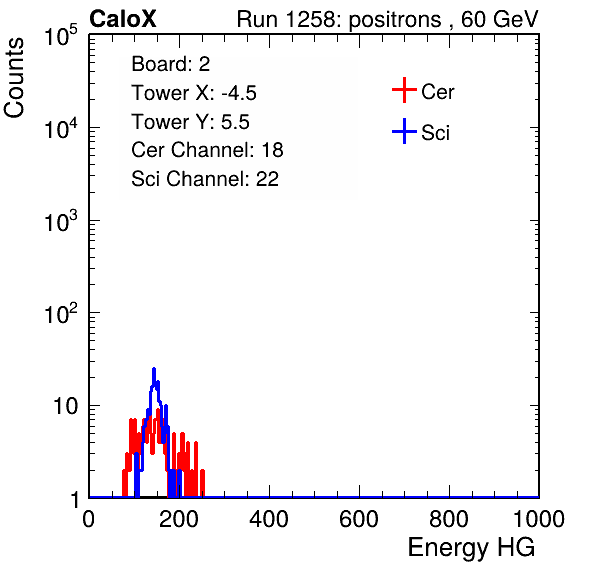 CaloX Run 1258: positrons , 60 GeV
Counts
Board: 2
Tower X: -4.5
Tower Y: 5.5
Cer Channel: 18
Sci Channel: 22
Cer
Sci
10^5
10^4
10^3
10^2
10
1
0 200 400 600 800 1000
Energy HG